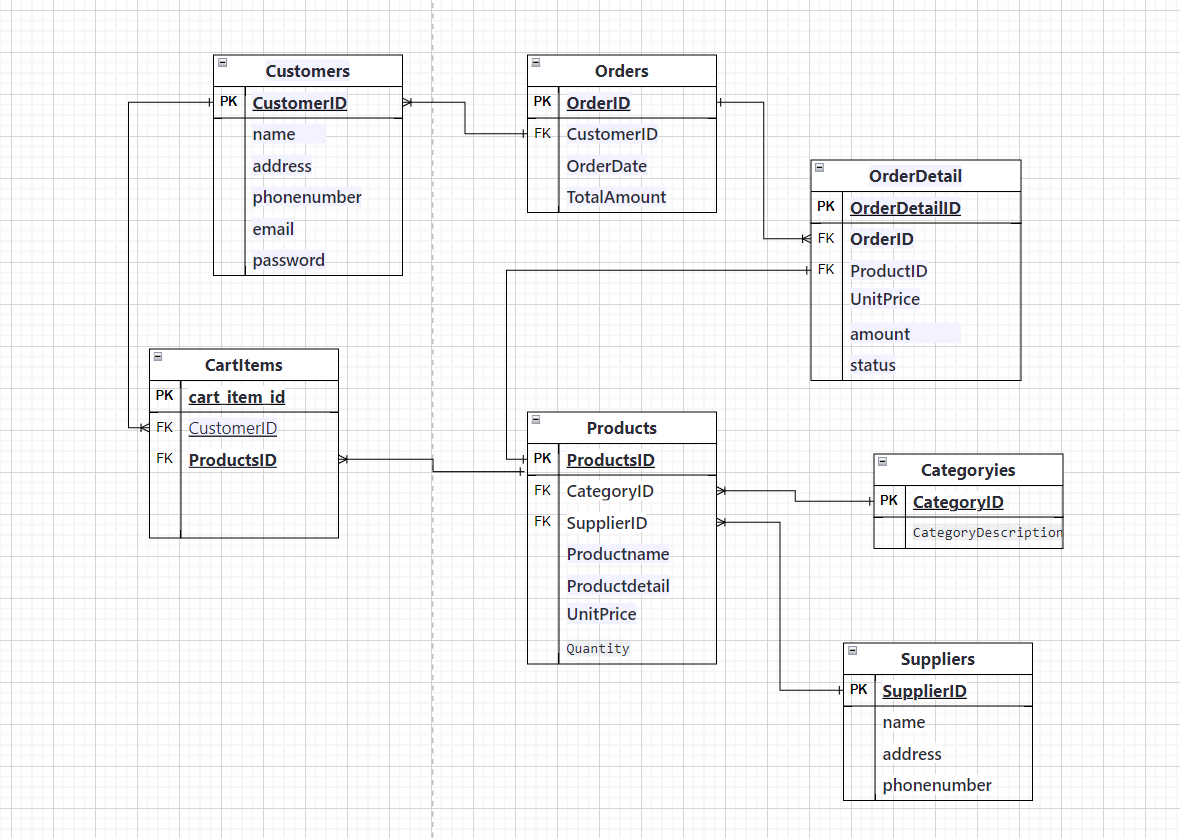 Customers
PK CustomerID
name
address
phonenumber
email
password
Orders
PK OrderID
FK CustomerID
OrderDate
TotalAmount
OrderDetail
PK OrderDetailID
FK OrderID
FK ProductID
UnitPrice
amount
status
CartItems
PK cart_item_id
FK CustomerID
FK ProductsID
Products
PK ProductsID
FK CategoryID
FK SupplierID
Productname
Productdetail
UnitPrice
Quantity
Categoryies
PK CategoryID
CategoryDescription
Suppliers
PK SupplierID
name
address
phonenumber